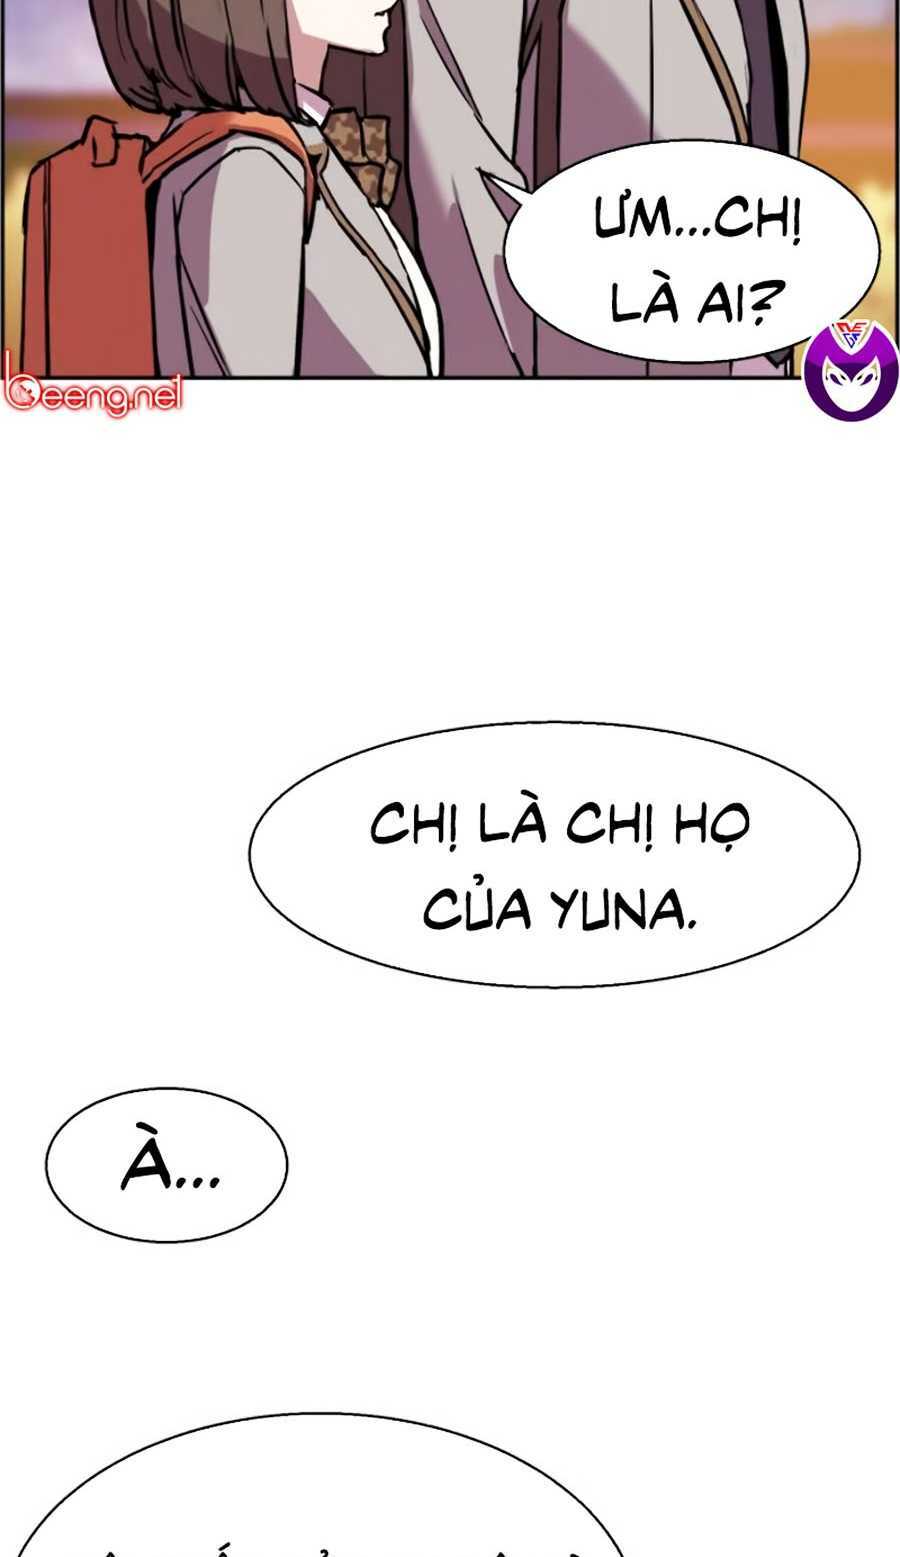 ƯM...CHỊ
LÀ AI?
beeng.net
CHỊ LÀ CHỊ HỌ
CỦA YUNA.
À...